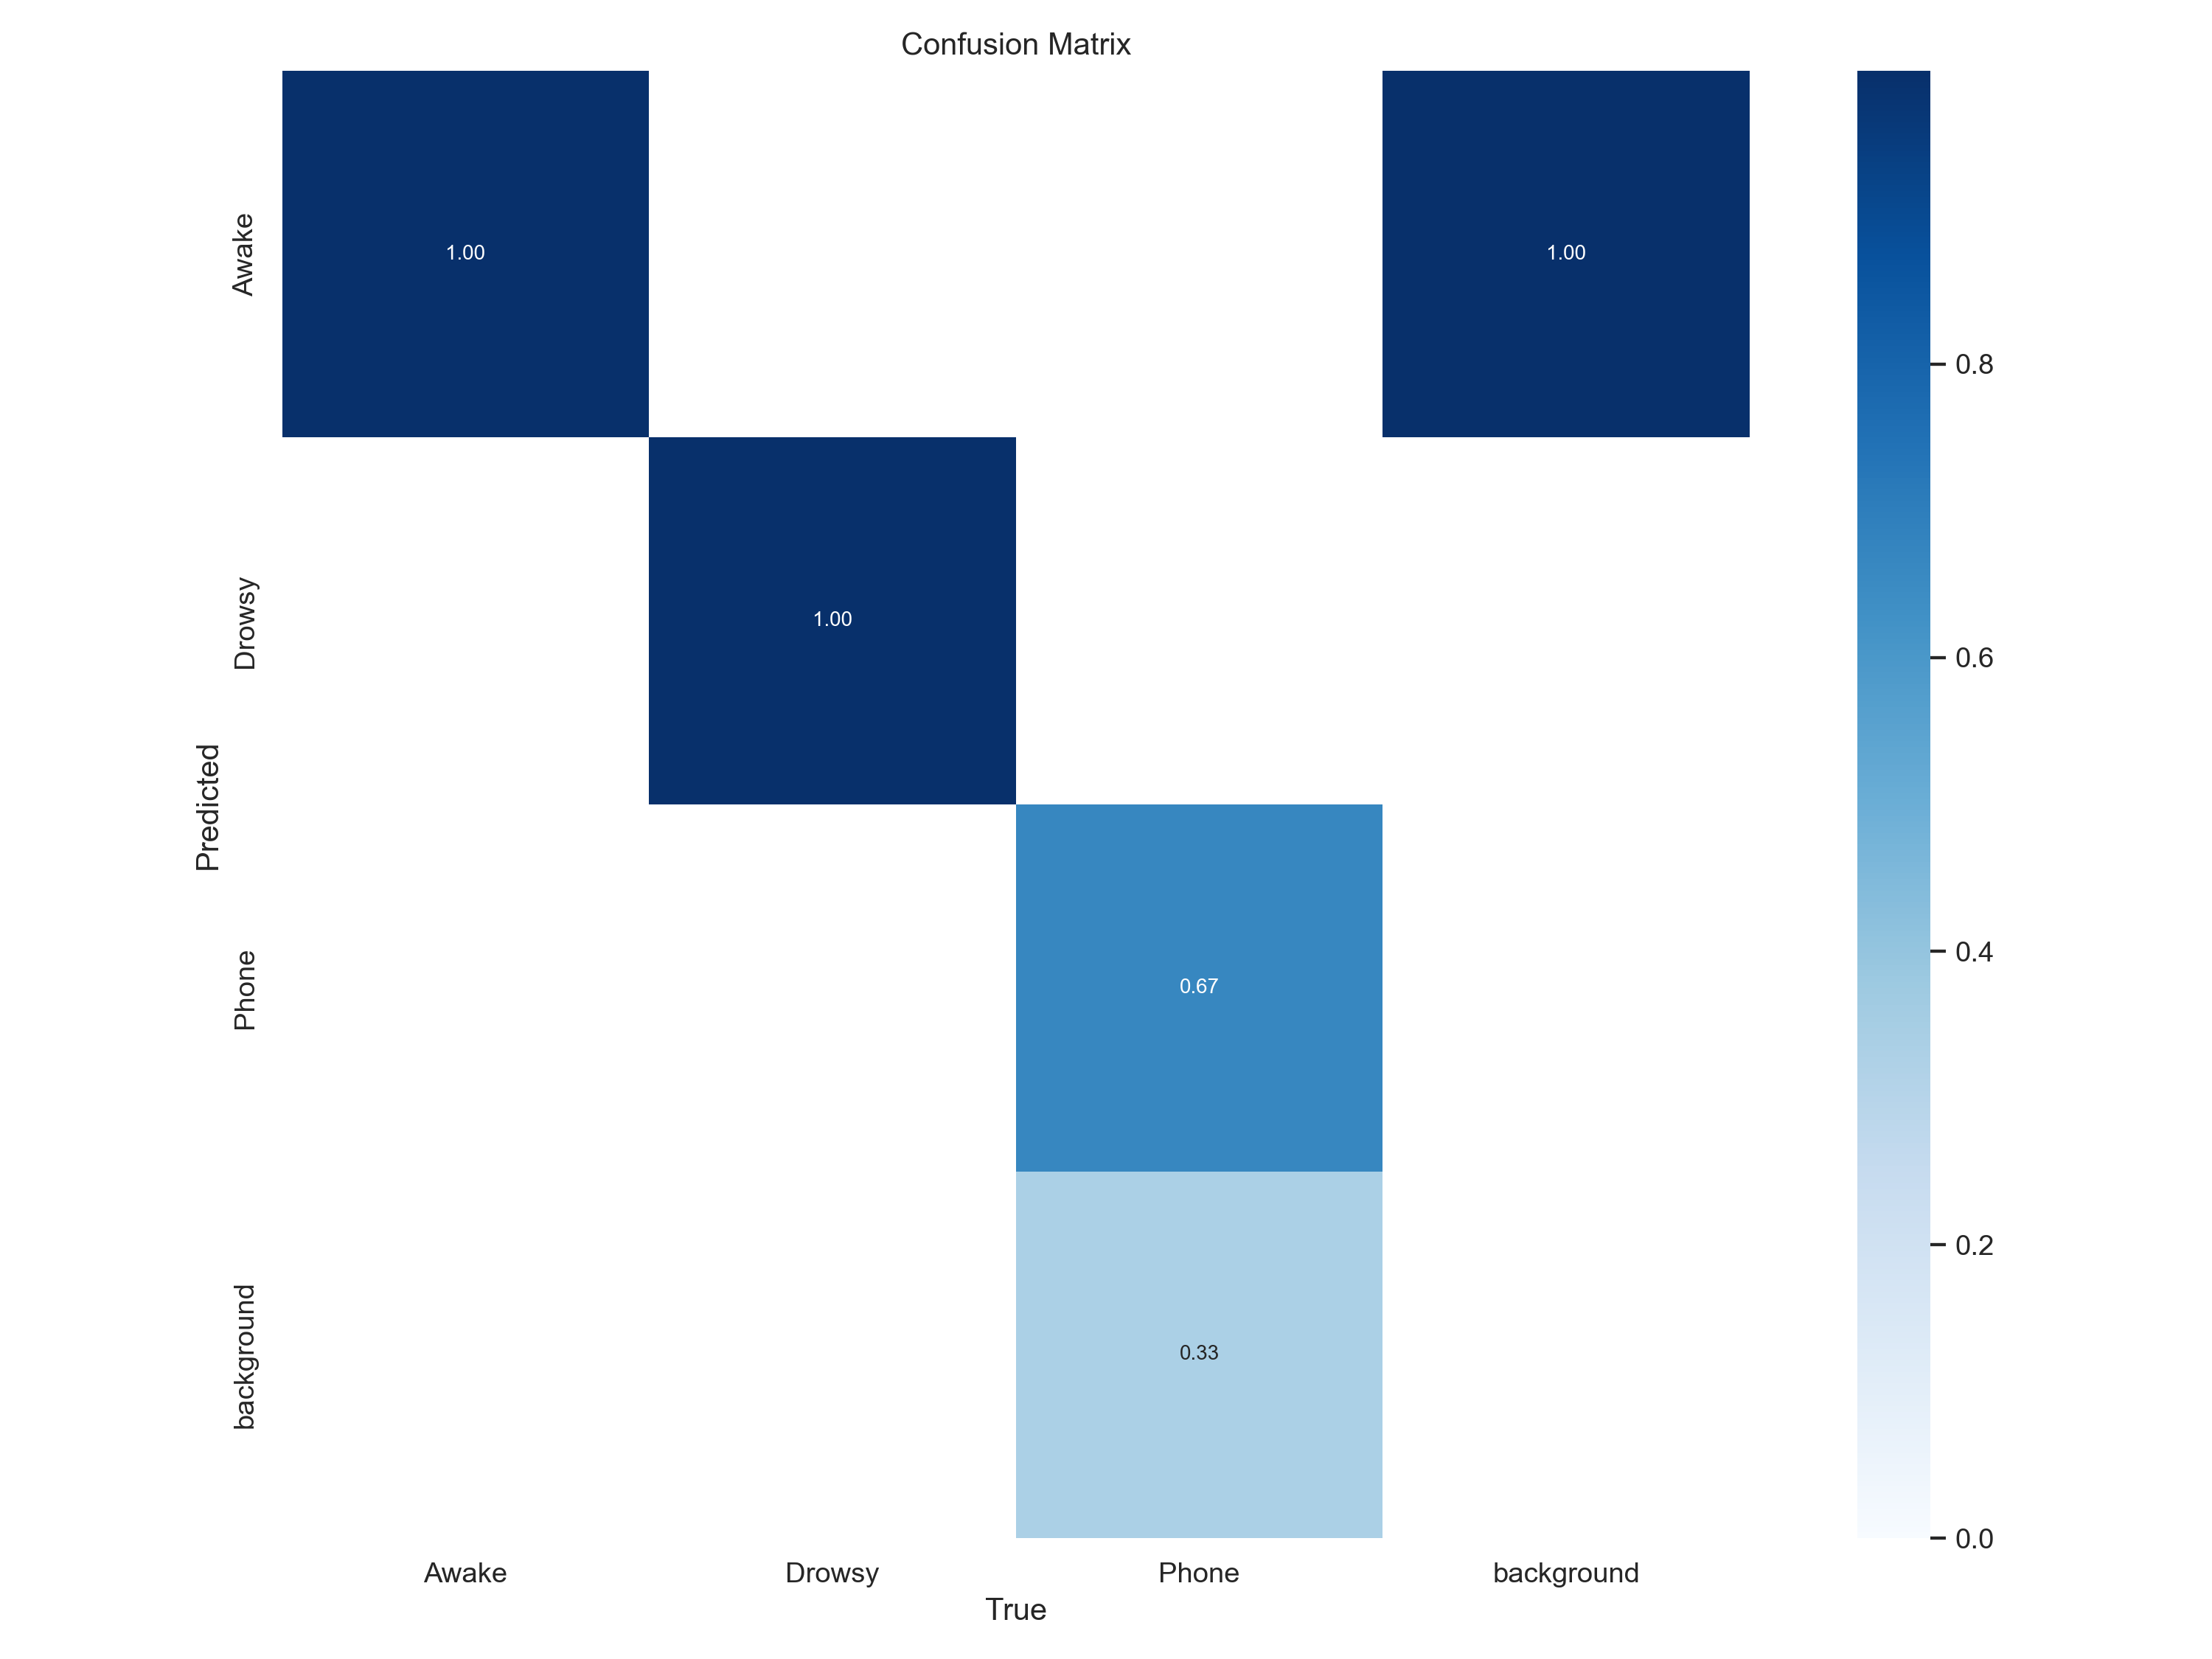 Confusion Matrix
Awake
1.00
1.00
0.8
Drowsy
1.00
0.6
Predicted
Phone
0.67
0.4
background
0.33
0.2
0.0
Awake
Drowsy
Phone
background
True